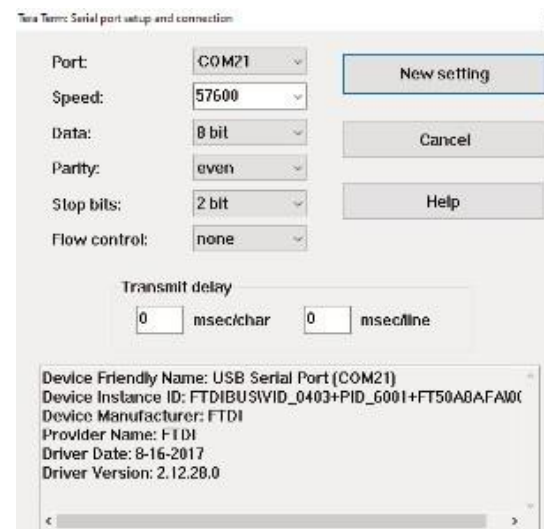 Tera Term: Serial port setup and connection
Port: COM21 New setting
Speed: 57600
Data: 8 bit Cancel
Parity: even
Stop bits: 2 bit Help
Flow control: none
Transmit delay
0 msec/char 0 msec/line
Device Friendly Name: USB Serial Port (COM21)
Device Instance ID: FTDIBUS\VID_0403+PID_6001+FT50A8AFA\00
Device Manufacturer: FTDI
Provider Name: FTDI
Driver Date: 8-16-2017
Driver Version: 2.12.28.0